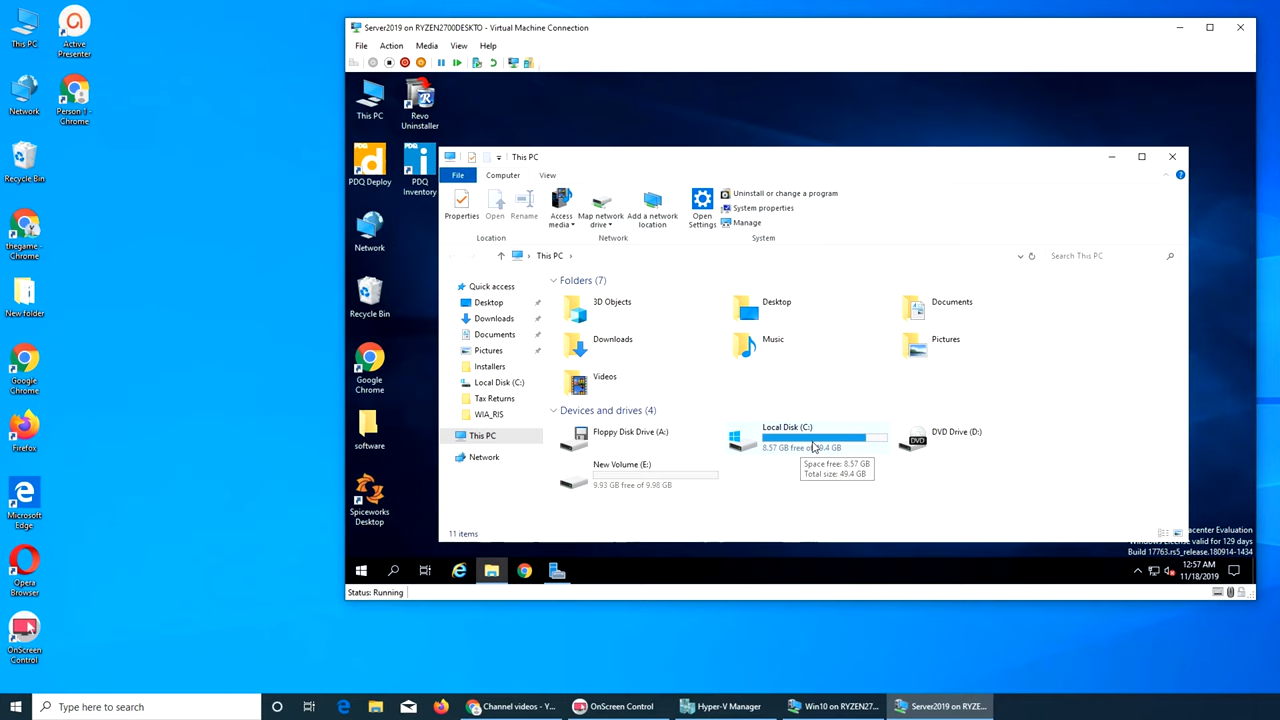 This PC
Active
Presenter
Network
Person 1 -
Chrome
Recycle Bin
thegame -
Chrome
New folder
Google
Chrome
Firefox
Microsoft
Edge
Opera
Browser
OnScreen
Control
Server2019 on RYZEN2700DESKTO - Virtual Machine Connection
File Action Media View Help
This PC
Revo
Uninstaller
PDQ Deploy
PDQ
Inventory
Network
Recycle Bin
Google
Chrome
software
Spiceworks
Desktop
This PC
File Computer View
Properties
Open
Rename
Access
media
Map network
drive
Add a network
location
Open
Settings
Uninstall or change a program
System properties
Manage
Location
Network
System
This PC
Search This PC
Quick access
Desktop
Downloads
Documents
Pictures
Installers
Local Disk (C:)
Tax Returns
WIA_RIS
This PC
Network
Folders (7)
3D Objects
Desktop
Documents
Downloads
Music
Pictures
Videos
Devices and drives (4)
Floppy Disk Drive (A:)
Local Disk (C:)
8.57 GB free of 49.4 GB
DVD Drive (D:)
DVD
New Volume (E:)
9.93 GB free of 9.98 GB
Space free: 8.57 GB
Total size: 49.4 GB
11 items
valid for 129 days
Build 17763.rs5_release.180914-1434
12:57 AM
11/18/2019
Status: Running
Type here to search
Channel videos - Y...
OnScreen Control
Hyper-V Manager
Win10 on RYZEN27...
Server2019 on RYZE...